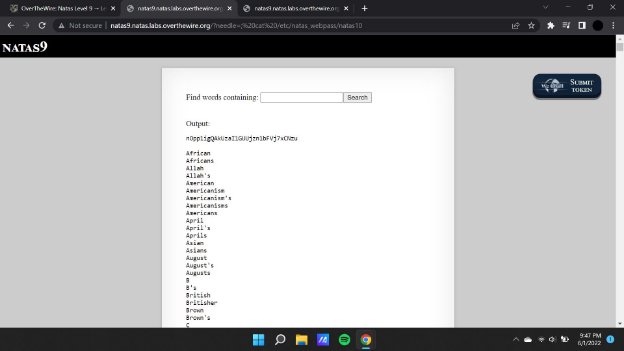 OverTheWire: Natas Level 9 → Le
natas9.natas.labs.overthewire.org
natas9.natas.labs.overthewire.org
Not secure | natas9.natas.labs.overthewire.org/?needle=;%20cat%20/etc/natas_webpass/natas10
NATAS9
SUBMIT
TOKEN
Find words containing:
Search
Output:
African
Africans
Allah
Allah's
American
Americanism
Americanism's
Americanisms
Americans
April
April's
Aprils
Asian
Asians
August
August's
Augusts
B
B's
British
Britisher
Brown
Brown's
C
9:47 PM
6/1/2022